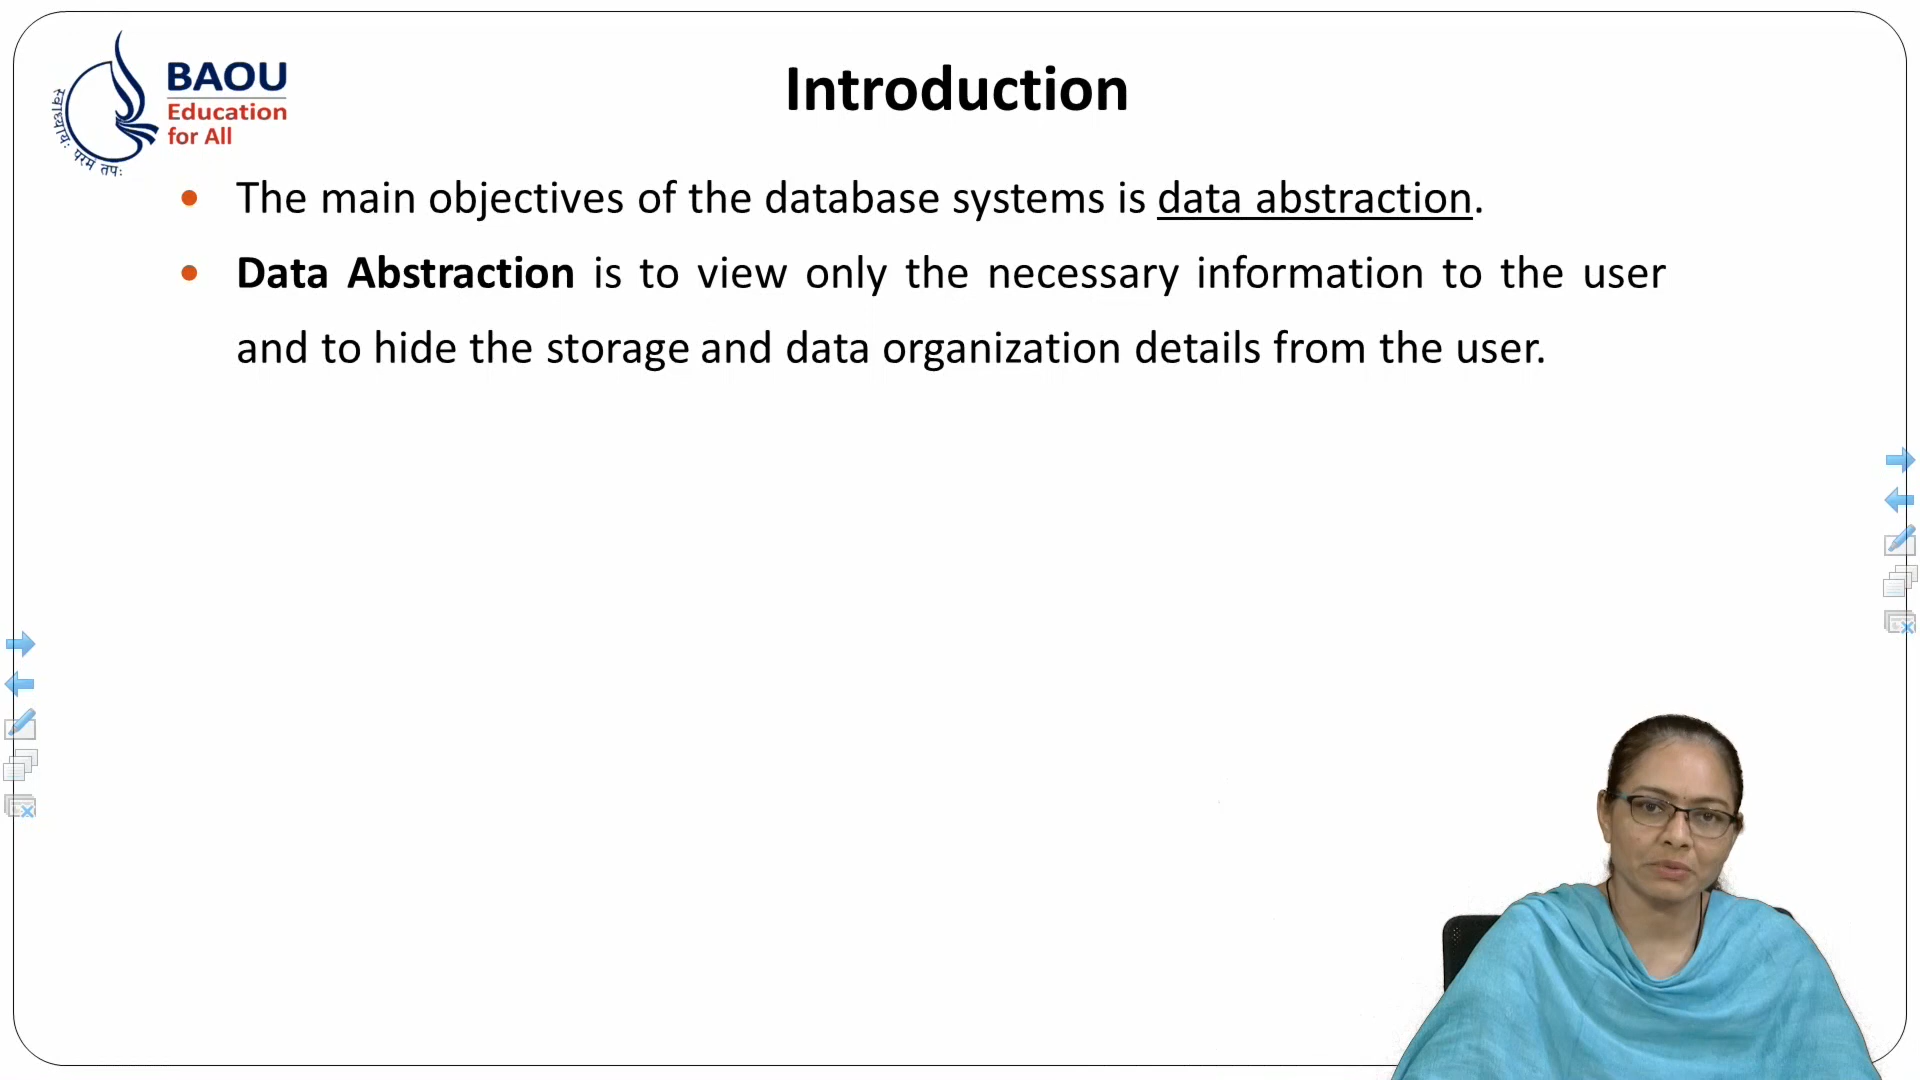 BAOU
Education
for All
स्वाध्यायः परमं तपः
Introduction
• The main objectives of the database systems is data abstraction.
• Data Abstraction is to view only the necessary information to the user
and to hide the storage and data organization details from the user.